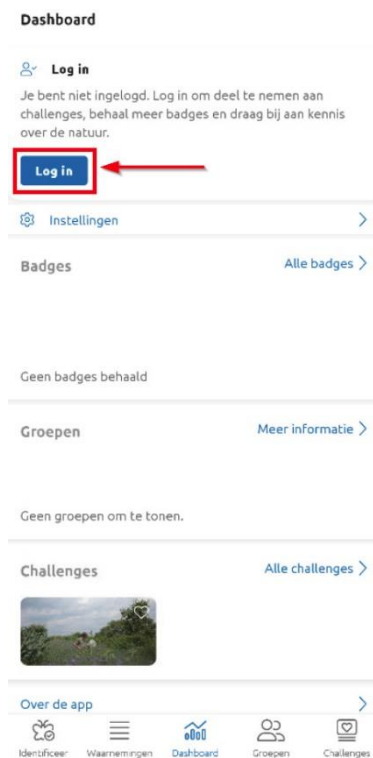 Dashboard
Log in
Je bent niet ingelogd. Log in om deel te nemen aan
challenges, behaal meer badges en draag bij aan kennis
over de natuur.
Log in
Instellingen
Badges
Alle badges
Geen badges behaald
Groepen
Meer informatie
Geen groepen om te tonen.
Challenges
Alle challenges
Over de app
Identificeer Waarnemingen Dashboard Groepen Challenges